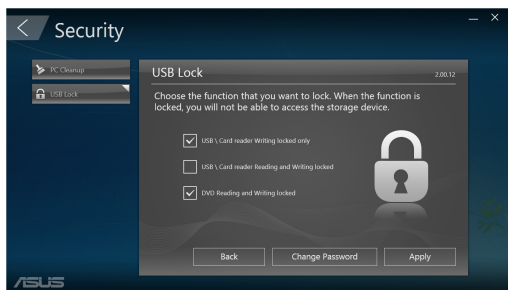 Security
PC Cleanup
USB Lock
USB Lock
2.00.12
Choose the function that you want to lock. When the function is
locked, you will not be able to access the storage device.
USB \ Card reader Writing locked only
USB \ Card reader Reading and Writing locked
DVD Reading and Writing locked
Back
Change Password
Apply
ASUS